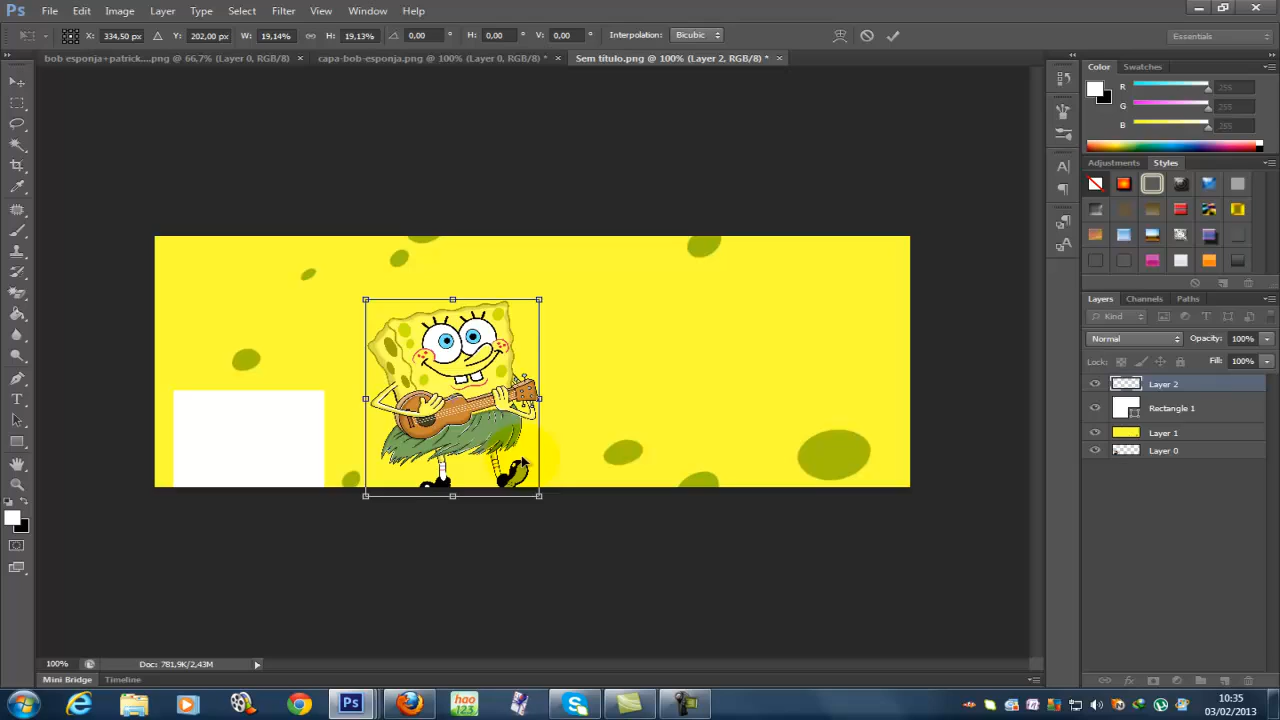 Ps File Edit Image Layer Type Select Filter View Window Help
X: 334,50 px Y: 202,00 px W: 19,14% H: 19,13% 0,00 ° H: 0,00 ° V: 0,00 ° Interpolation: Bicubic Essentials
bob esponja+patrick....png @ 66,7% (Layer 0, RGB/8) × capa-bob-esponja.png @ 100% (Layer 0, RGB/8) * × Sem título.png @ 100% (Layer 2, RGB/8) * ×
Color Swatches
R 255
G 255
B 255
Adjustments Styles
Layers Channels Paths
Kind
Normal Opacity: 100%
Lock: Fill: 100%
Layer 2
Rectangle 1
Layer 1
Layer 0
100% Doc: 781,9K/2,43M
Mini Bridge Timeline
Ps hao 123 10:35
03/02/2013